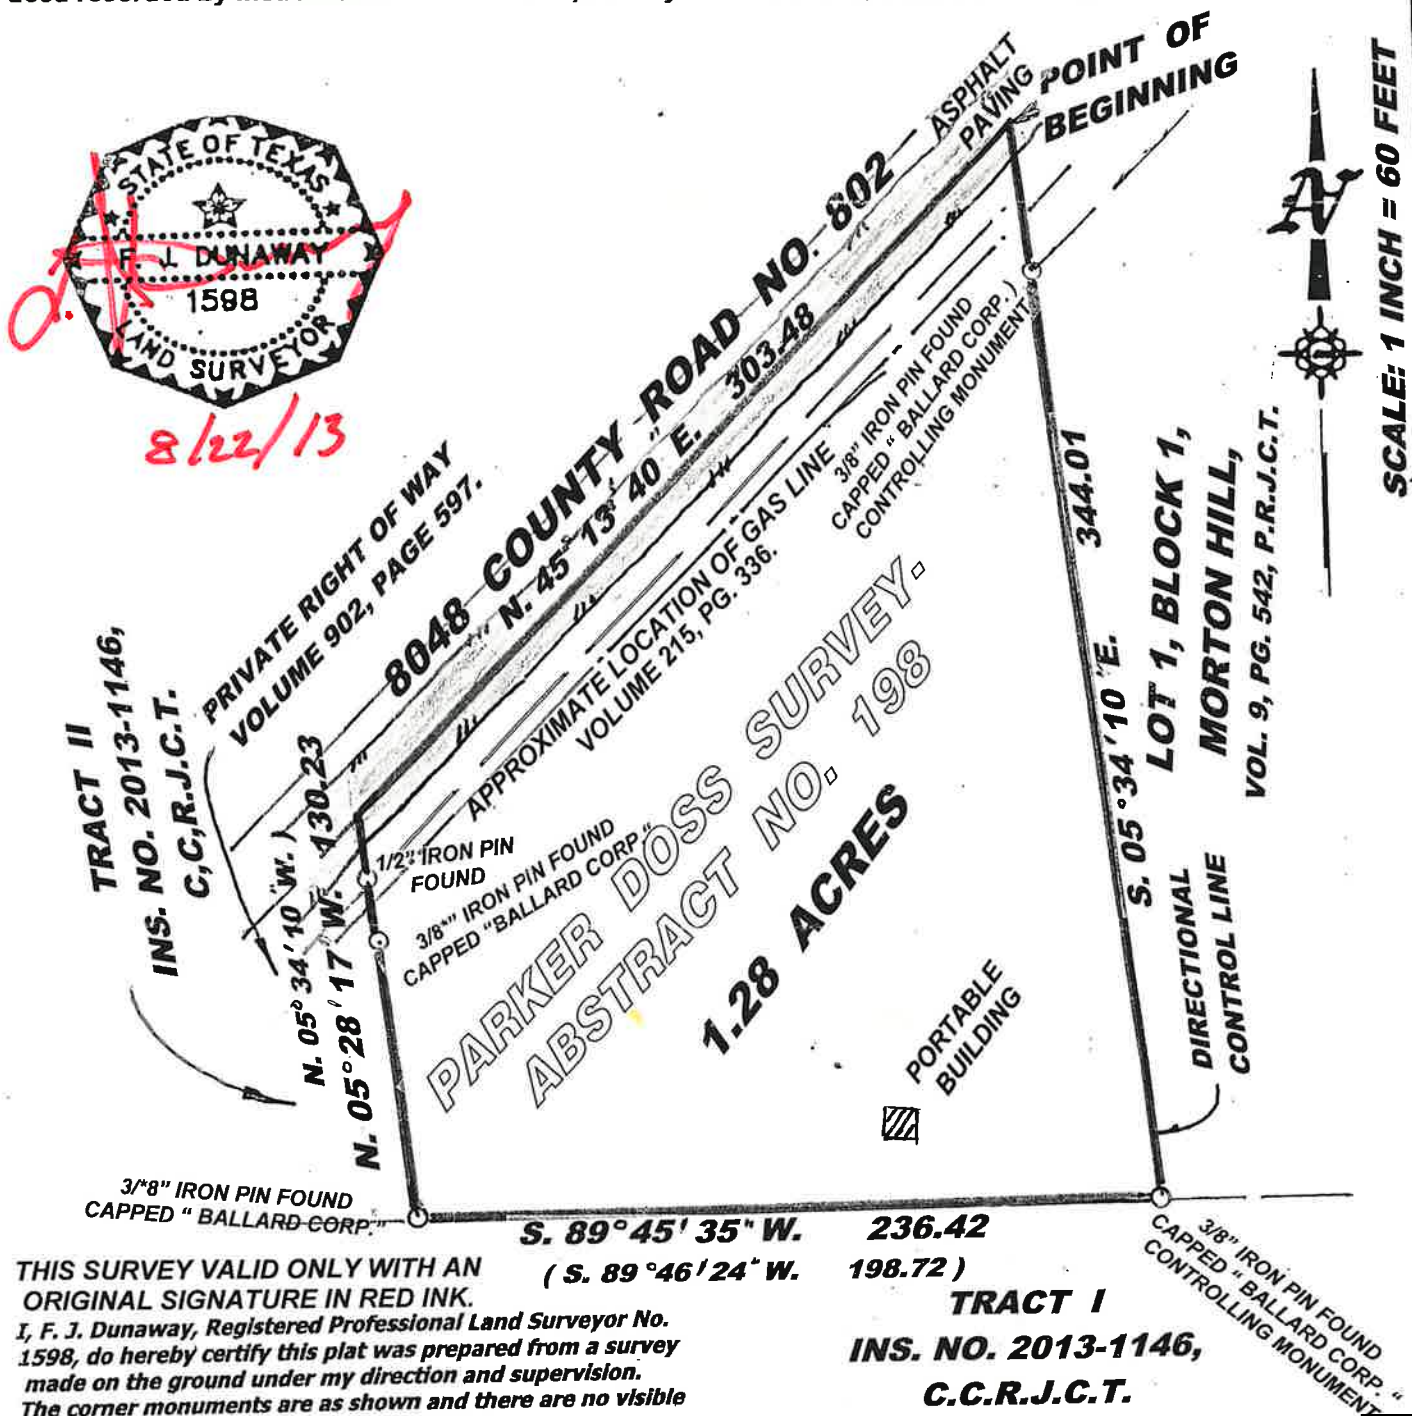 POINT OF
BEGINNING
ASPHALT
PAVING
STATE OF TEXAS
F. J. DUNAWAY
1598
LAND SURVEYOR
8/22/13
SCALE: 1 INCH = 60 FEET
8048 COUNTY ROAD NO. 802
N. 45° 13' 40" E. 303.48
PRIVATE RIGHT OF WAY
VOLUME 902, PAGE 597.
3/8" IRON PIN FOUND
CAPPED " BALLARD CORP. )
CONTROLLING MONUMENT
APPROXIMATE LOCATION OF GAS LINE
VOLUME 215, PG. 336.
344.01
S. 05°34'10"E.
LOT 1, BLOCK 1,
MORTON HILL,
VOL. 9, PG. 542, P.R.J.C.T.
TRACT II
INS. NO. 2013-1146,
C,C,R.J.C.T.
130.23
N. 05°28'17"W.
N. 05°34'10"W. )
1/2" IRON PIN
FOUND
3/8"" IRON PIN FOUND
CAPPED "BALLARD CORP."
PARKER DOSS SURVEY.
ABSTRACT NO. 198
1.28 ACRES
PORTABLE
BUILDING
DIRECTIONAL
CONTROL LINE
3/"8" IRON PIN FOUND
CAPPED " BALLARD CORP."
S. 89°45'35" W. 236.42
( S. 89°46'24" W. 198.72 )
3/8" IRON PIN FOUND
CAPPED " BALLARD CORP. "
CONTROLLING MONUMENT
TRACT I
INS. NO. 2013-1146,
C.C.R.J.C.T.
THIS SURVEY VALID ONLY WITH AN
ORIGINAL SIGNATURE IN RED INK.
I, F. J. Dunaway, Registered Professional Land Surveyor No.
1598, do hereby certify this plat was prepared from a survey
made on the ground under my direction and supervision.
The corner monuments are as shown and there are no visible